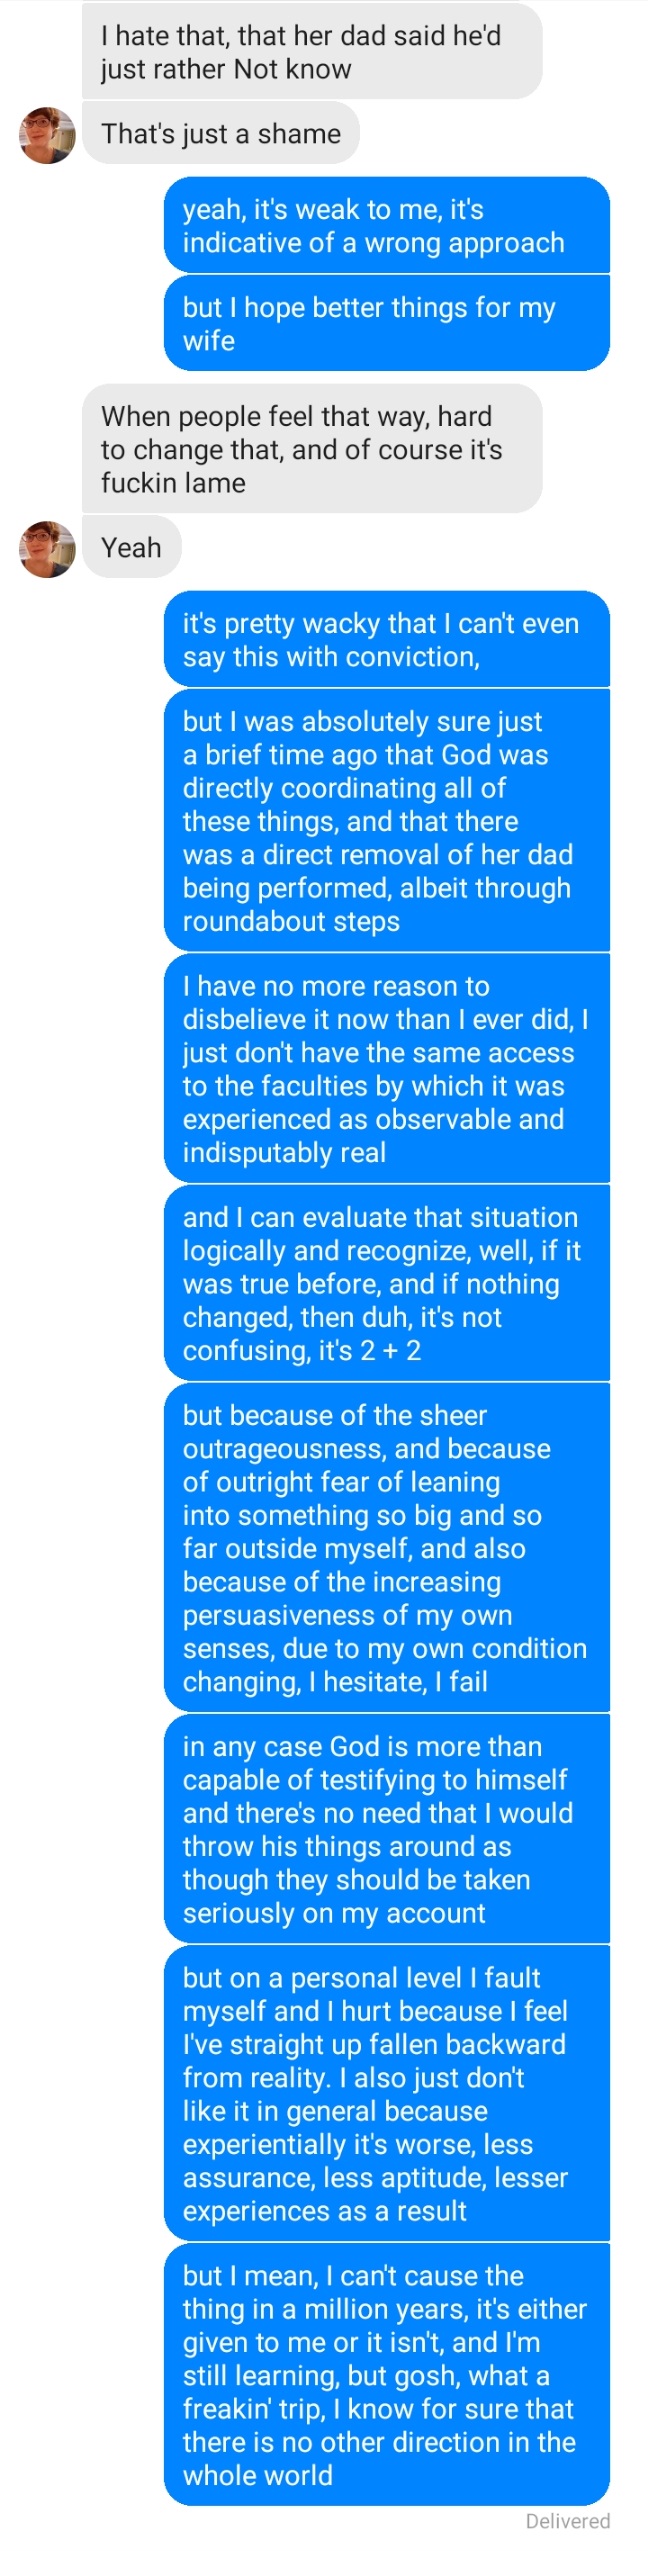 I hate that, that her dad said he'd
just rather Not know
That's just a shame
yeah, it's weak to me, it's
indicative of a wrong approach
but I hope better things for my
wife
When people feel that way, hard
to change that, and of course it's
fuckin lame
Yeah
it's pretty wacky that I can't even
say this with conviction,
but I was absolutely sure just
a brief time ago that God was
directly coordinating all of
these things, and that there
was a direct removal of her dad
being performed, albeit through
roundabout steps
I have no more reason to
disbelieve it now than I ever did, I
just don't have the same access
to the faculties by which it was
experienced as observable and
indisputably real
and I can evaluate that situation
logically and recognize, well, if it
was true before, and if nothing
changed, then duh, it's not
confusing, it's 2 + 2
but because of the sheer
outrageousness, and because
of outright fear of leaning
into something so big and so
far outside myself, and also
because of the increasing
persuasiveness of my own
senses, due to my own condition
changing, I hesitate, I fail
in any case God is more than
capable of testifying to himself
and there's no need that I would
throw his things around as
though they should be taken
seriously on my account
but on a personal level I fault
myself and I hurt because I feel
I've straight up fallen backward
from reality. I also just don't
like it in general because
experientially it's worse, less
assurance, less aptitude, lesser
experiences as a result
but I mean, I can't cause the
thing in a million years, it's either
given to me or it isn't, and I'm
still learning, but gosh, what a
freakin' trip, I know for sure that
there is no other direction in the
whole world
Delivered